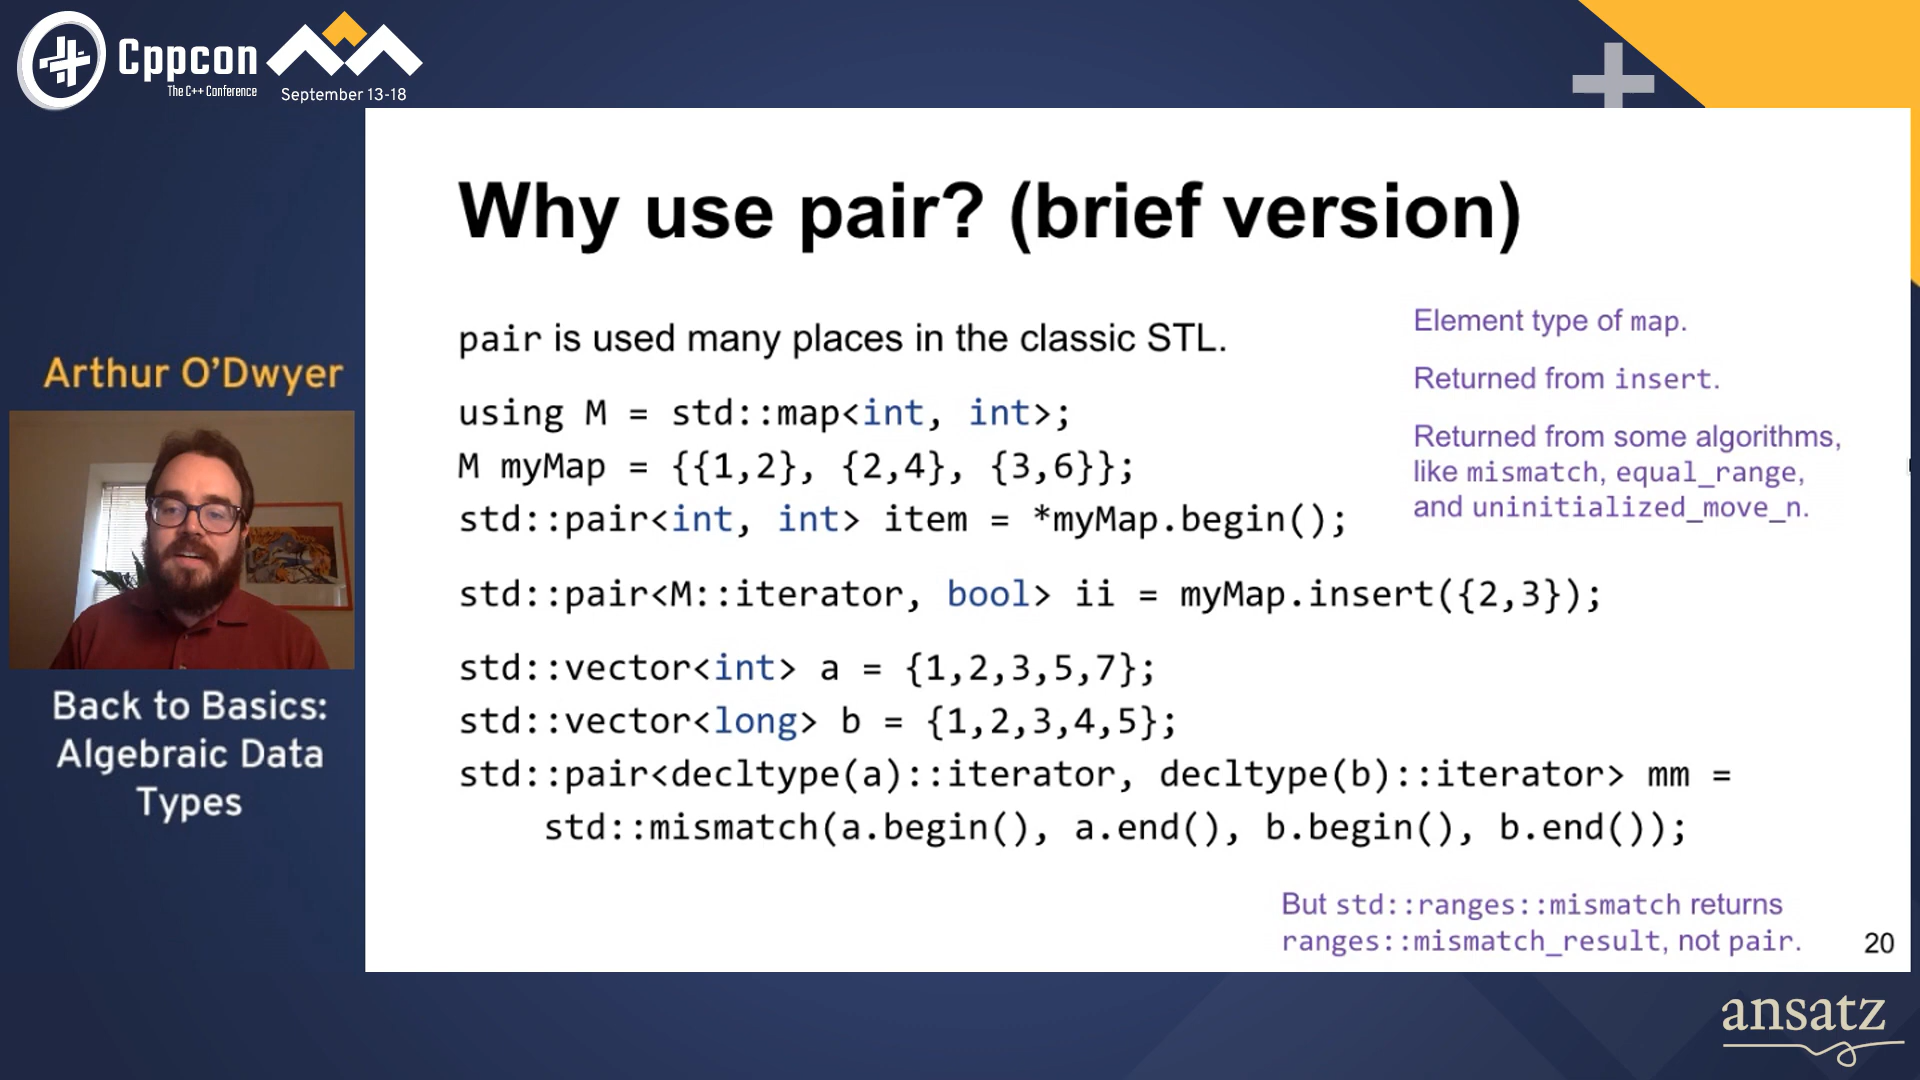 Cppcon
The C++ Conference
September 13-18
Arthur O’Dwyer
Back to Basics:
Algebraic Data
Types
Why use pair? (brief version)
pair is used many places in the classic STL.
using M = std::map<int, int>;
M myMap = {{1,2}, {2,4}, {3,6}};
std::pair<int, int> item = *myMap.begin();
std::pair<M::iterator, bool> ii = myMap.insert({2,3});
std::vector<int> a = {1,2,3,5,7};
std::vector<long> b = {1,2,3,4,5};
std::pair<decltype(a)::iterator, decltype(b)::iterator> mm =
std::mismatch(a.begin(), a.end(), b.begin(), b.end());
Element type of map.
Returned from insert.
Returned from some algorithms,
like mismatch, equal_range,
and uninitialized_move_n.
But std::ranges::mismatch returns
ranges::mismatch_result, not pair.
20
ansatz